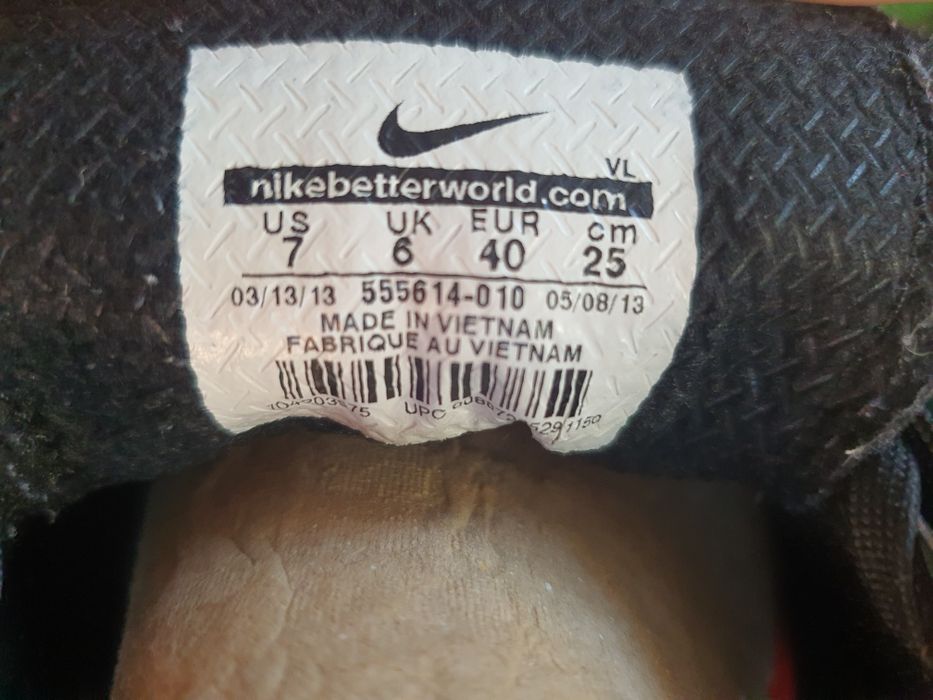 VL
nikebetterworld.com
US UK EUR cm
7 6 40 25
03/13/13 555614-010 05/08/13
MADE IN VIETNAM
FABRIQUE AU VIETNAM
UPC